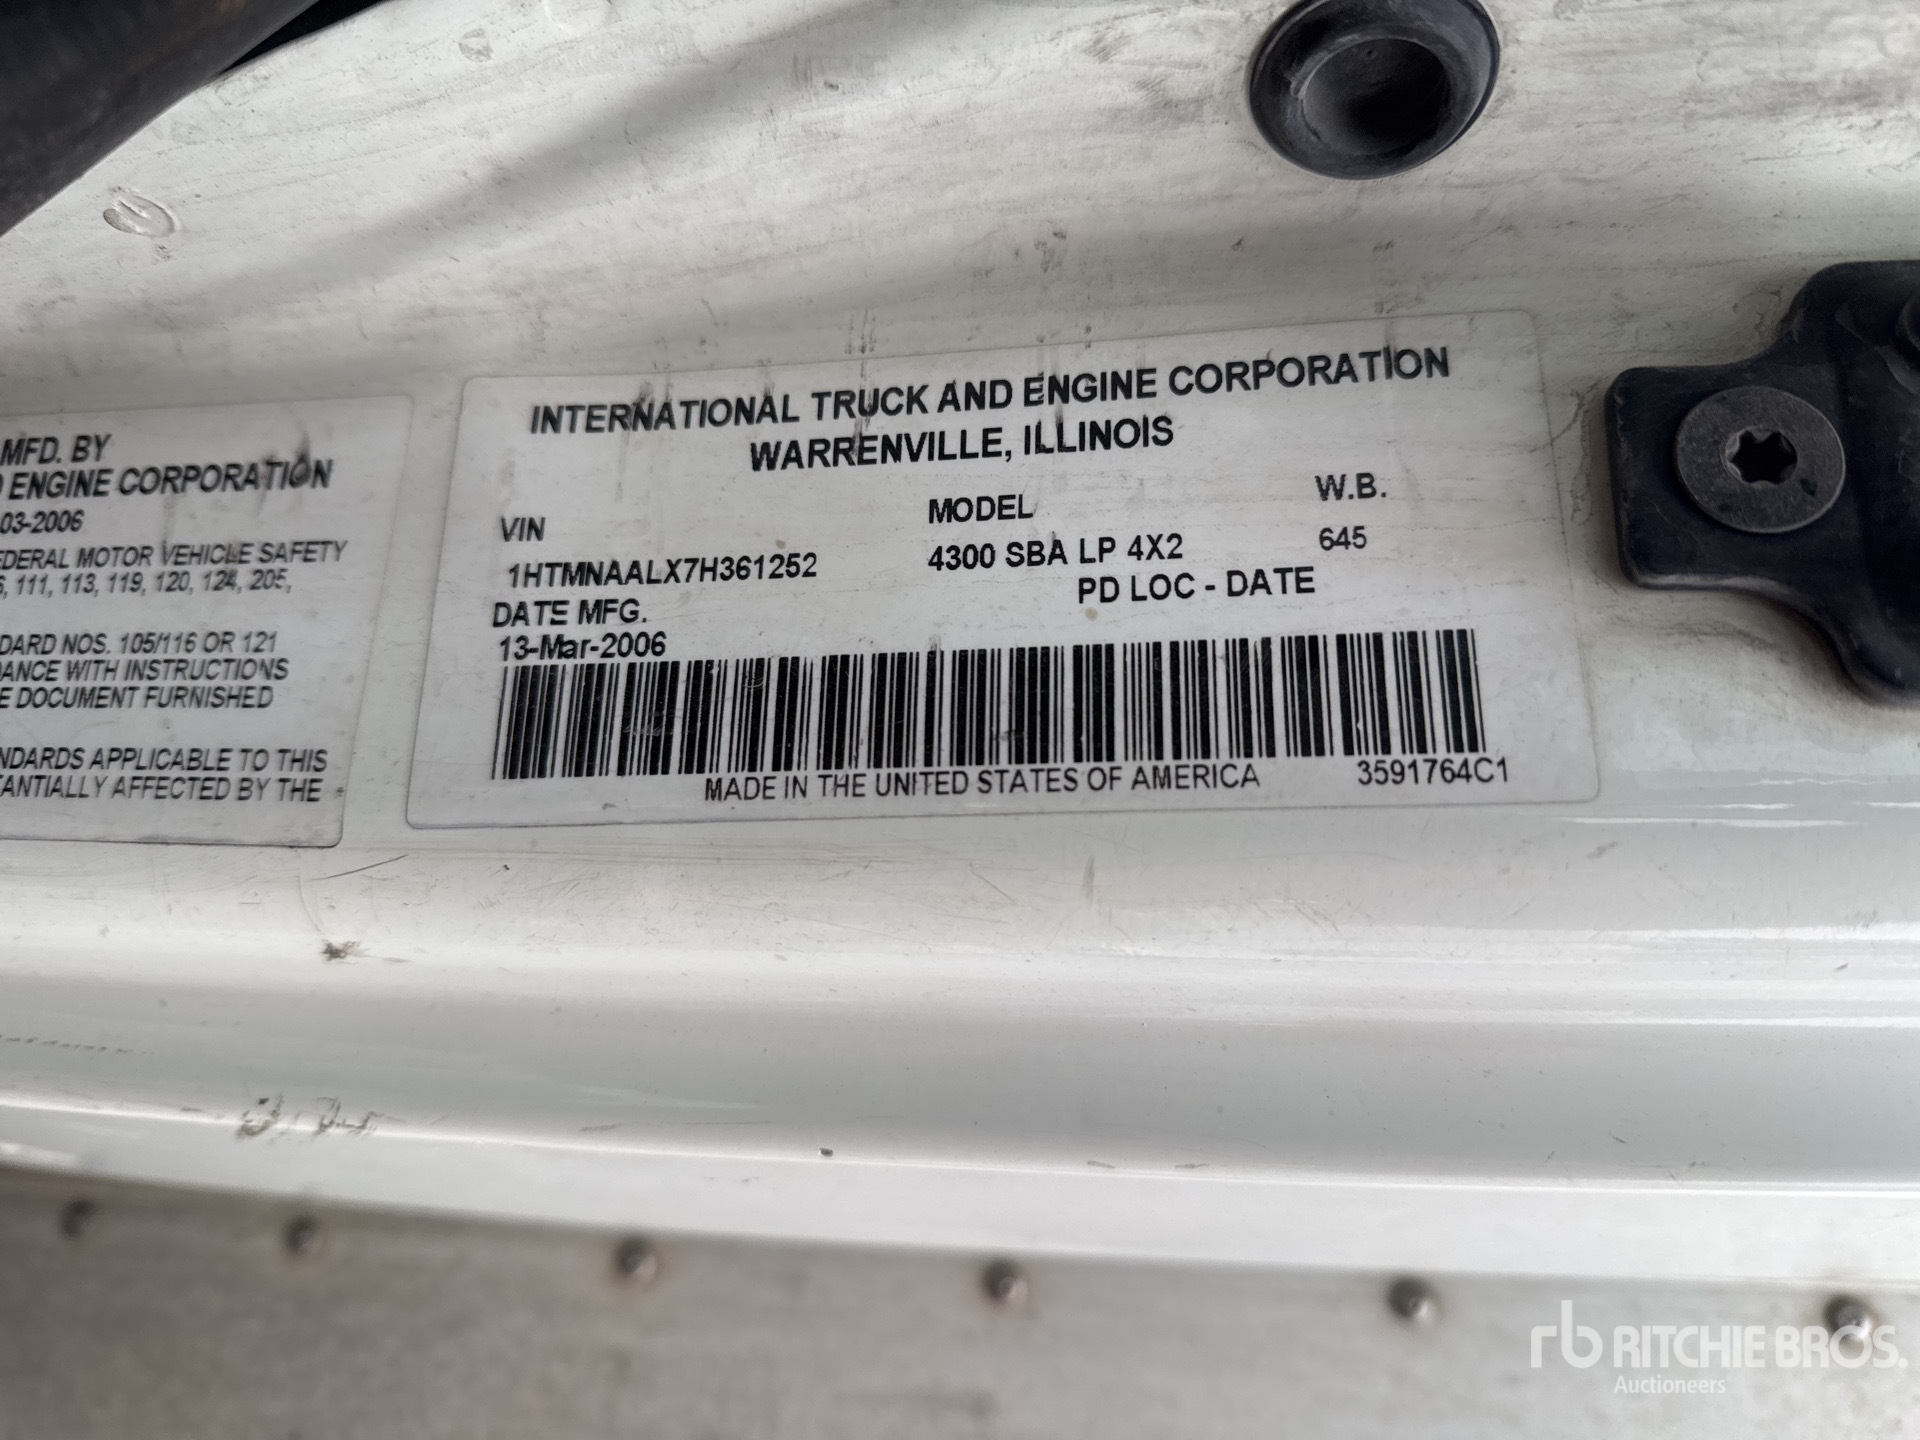 MFD. BY
ENGINE CORPORATION
03-2006
FEDERAL MOTOR VEHICLE SAFETY
111, 113, 119, 120, 124, 205,
DARD NOS. 105/116 OR 121
DANCE WITH INSTRUCTIONS
E DOCUMENT FURNISHED
NDARDS APPLICABLE TO THIS
TANTIALLY AFFECTED BY THE
INTERNATIONAL TRUCK AND ENGINE CORPORATION
WARRENVILLE, ILLINOIS
VIN MODEL W.B.
1HTMNAALX7H361252 4300 SBA LP 4X2 645
DATE MFG. PD LOC - DATE
13-Mar-2006
MADE IN THE UNITED STATES OF AMERICA 3591764C1
rb RITCHIE BROS.
Auctioneers